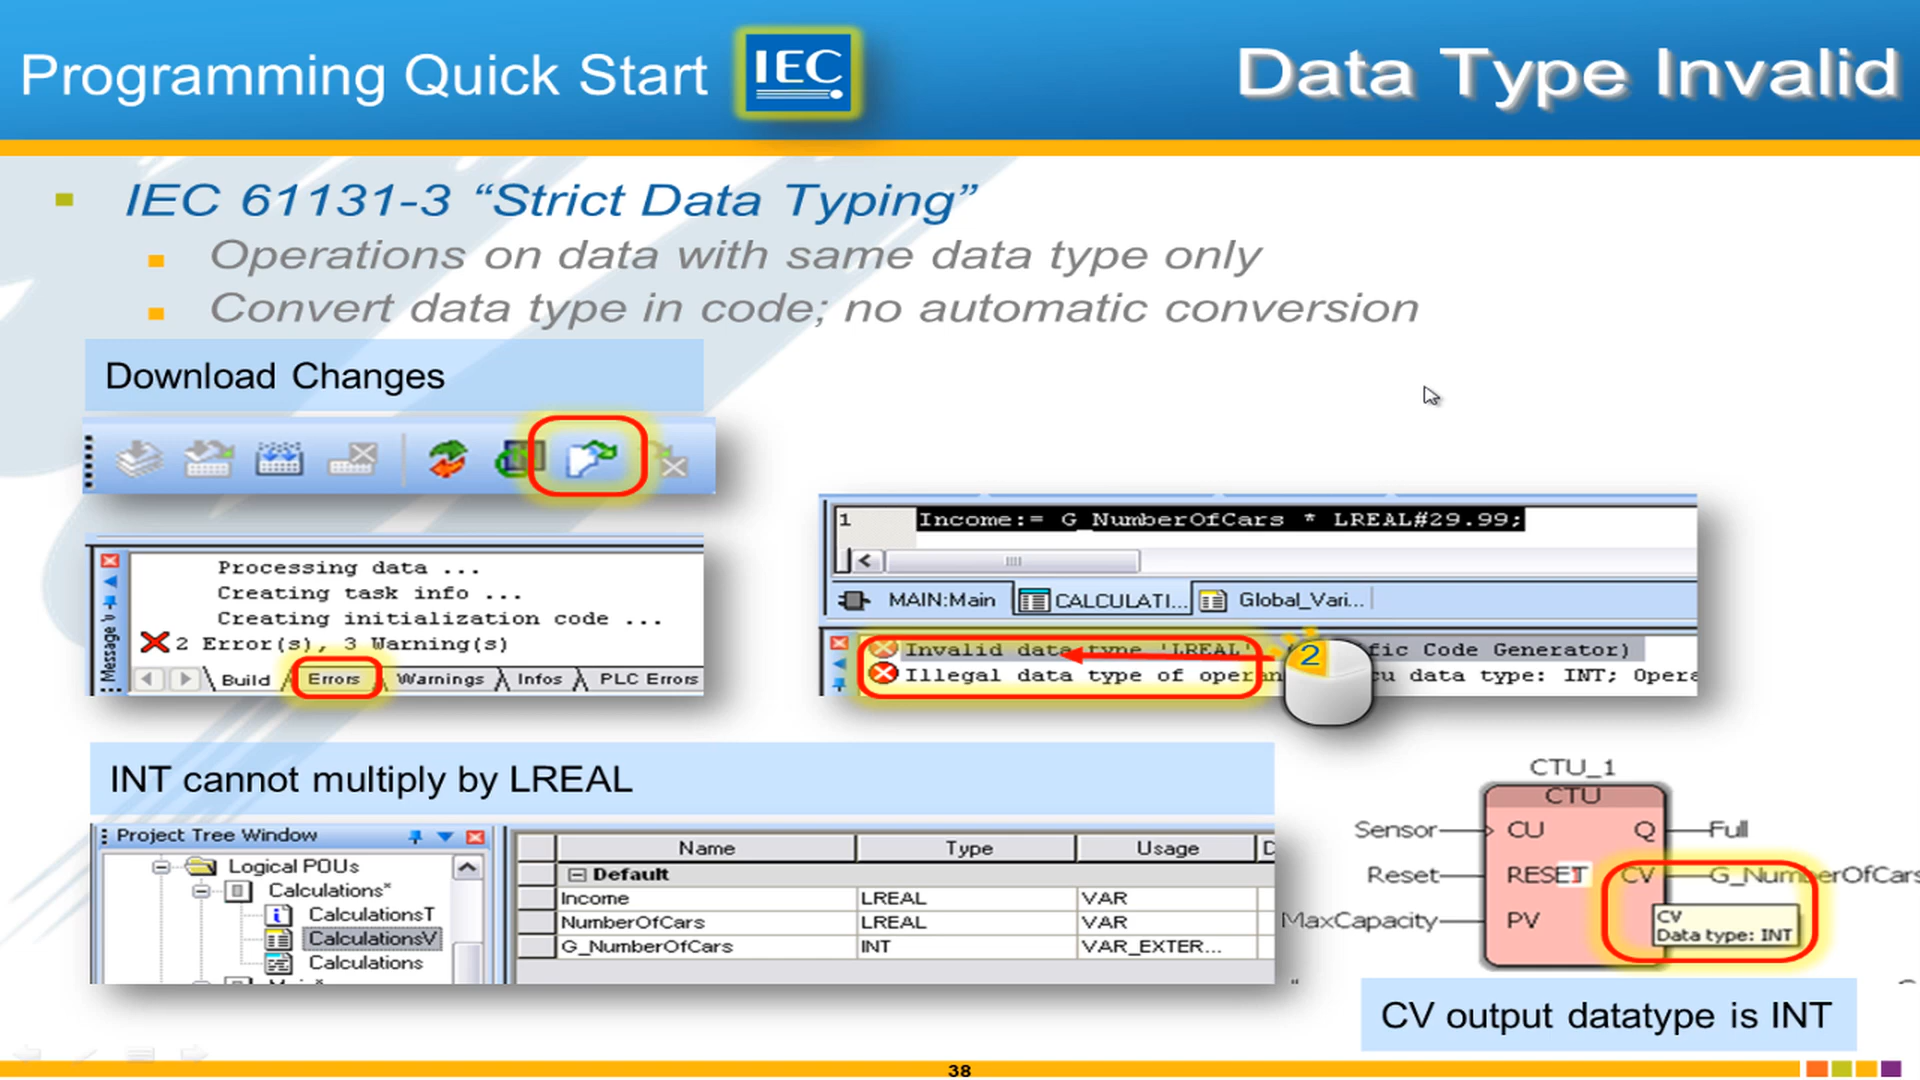 Programming Quick Start
IEC
Data Type Invalid
IEC 61131-3 “Strict Data Typing”
Operations on data with same data type only
Convert data type in code; no automatic conversion
Download Changes
Processing data ...
Creating task info ...
Creating initialization code ...
2 Error(s), 3 Warning(s)
Build Errors Warnings Infos PLC Errors
Message
1 Income:= G_NumberOfCars * LREAL#29.99;
MAIN:Main CALCULATI... Global_Vari...
Invalid data type 'LREAL' fic Code Generator)
Illegal data type of operan cu data type: INT; Opera
2
INT cannot multiply by LREAL
Project Tree Window
Logical POUs
Calculations*
CalculationsT
CalculationsV
Calculations
Name Type Usage D
Default
Income LREAL VAR
NumberOfCars LREAL VAR
G_NumberOfCars INT VAR_EXTER...
CTU_1
CTU
Sensor CU Q Full
Reset RESET CV G_NumberOfCars
MaxCapacity PV
CV
Data type: INT
CV output datatype is INT
38